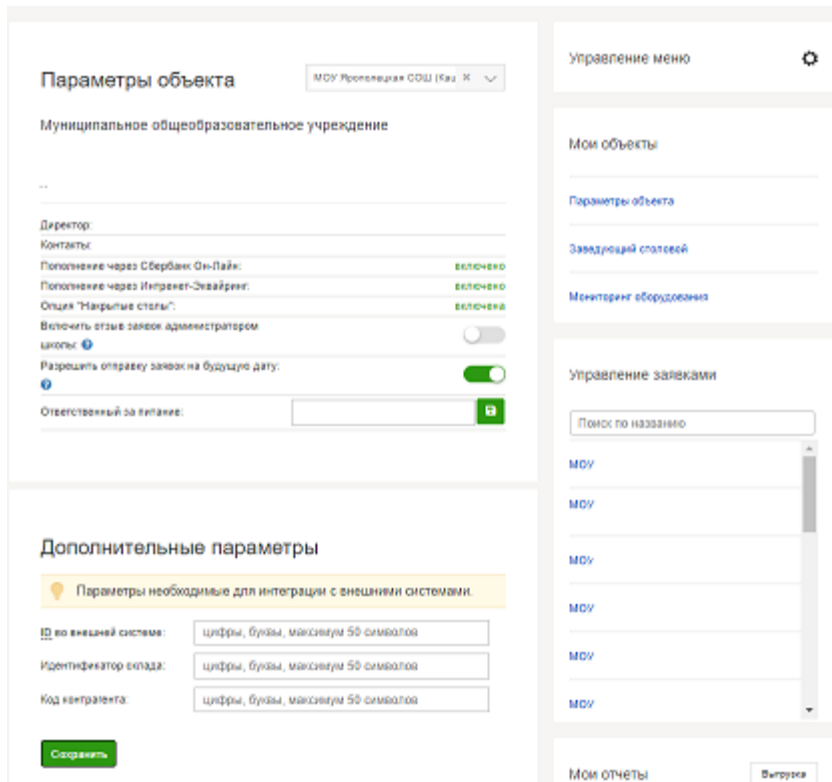 Параметры объекта
МОУ Яропелецкая СОШ (Каш
Муниципальное общеобразовательное учреждение
--
Директор:
Контакты:
Пополнение через Сбербанк Он-Лайн: включено
Пополнение через Интренет-Эквайринг: включено
Опция "Накрытые столы": включена
Включить отзыв заявок администратором
школы:
Разрешить отправку заявок на будущую дату:
Ответственный за питание:
Дополнительные параметры
Параметры необходимые для интеграции с внешними системами.
ID во внешней системе: цифры, буквы, максимум 50 символов
Идентификатор склада: цифры, буквы, максимум 50 символов
Код контрагента: цифры, буквы, максимум 50 символов
Сохранить
Управление меню
Мои объекты
Параметры объекта
Заведующий столовой
Мониторинг оборудования
Управление заявками
Поиск по названию
МОУ
МОУ
МОУ
МОУ
МОУ
МОУ
Мои отчеты
Выгрузка